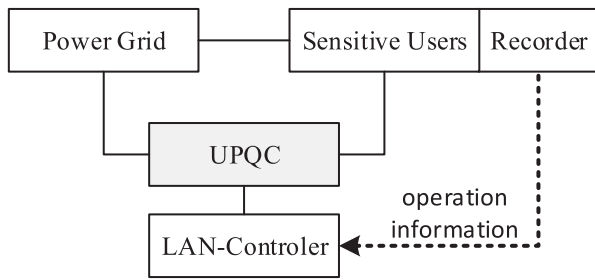 Power Grid
Sensitive Users
Recorder
UPQC
operation
information
LAN-Controler